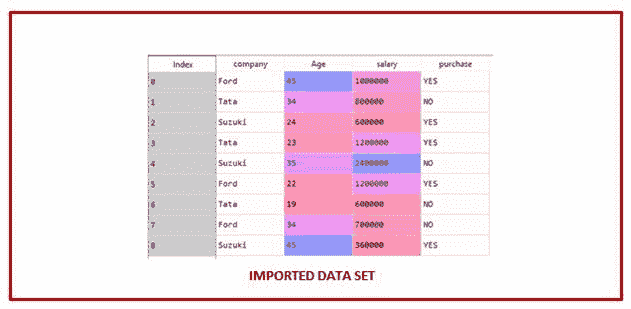 Index company Age salary purchase
0 Ford 45 1000000 YES
1 Tata 34 800000 NO
2 Suzuki 24 600000 YES
3 Tata 23 1200000 YES
4 Suzuki 35 2400000 NO
5 Ford 22 1200000 YES
6 Tata 19 600000 NO
7 Ford 34 700000 NO
8 Suzuki 45 360000 YES
IMPORTED DATA SET